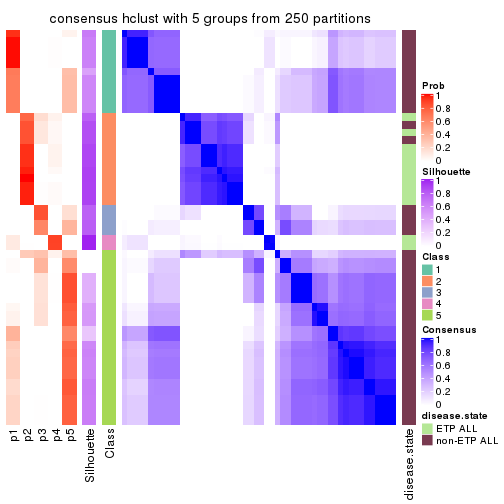 consensus hclust with 5 groups from 250 partitions
Prob
1
0.8
0.6
0.4
0.2
0
Silhouette
1
0.8
0.6
0.4
0.2
0
Class
1
2
3
4
5
Consensus
1
0.8
0.6
0.4
0.2
0
disease.state
ETP ALL
non-ETP ALL
p1
p2
p3
p4
p5
Silhouette
Class
disease.state